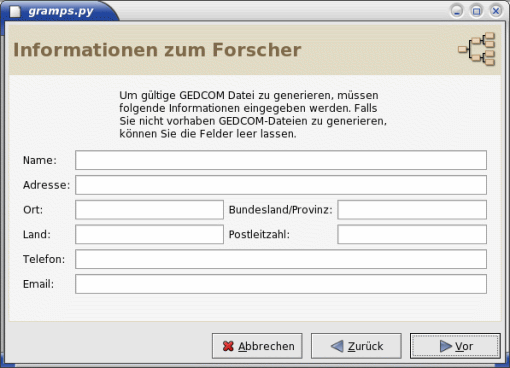 gramps.py
Informationen zum Forscher
Um gültige GEDCOM Datei zu generieren, müssen
folgende Informationen eingegeben werden. Falls
Sie nicht vorhaben GEDCOM-Dateien zu generieren,
können Sie die Felder leer lassen.
Name:
Adresse:
Ort: Bundesland/Provinz:
Land: Postleitzahl:
Telefon:
Email:
Abbrechen Zurück Vor